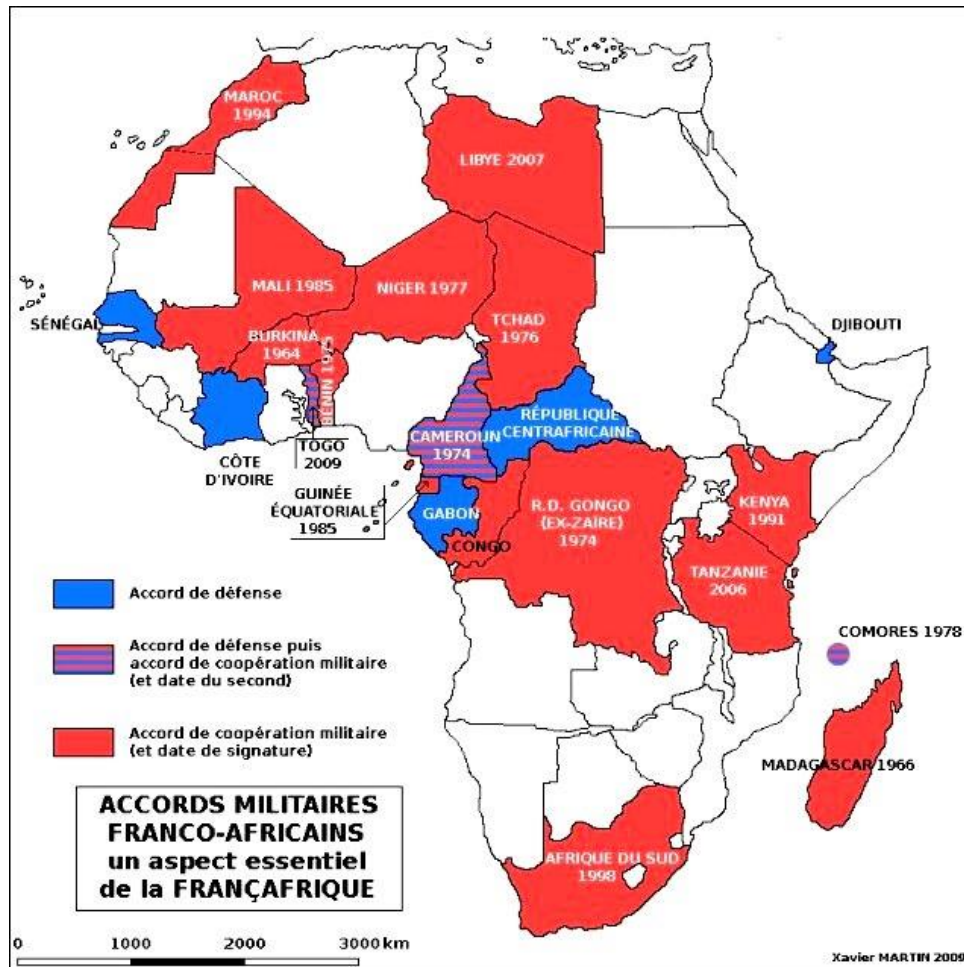 MAROC
1994
LIBYE 2007
MALI 1985
NIGER 1977
TCHAD
1976
SÉNÉGAL
BURKINA
1964
BÉNIN 1975
DJIBOUTI
RÉPUBLIQUE
CENTRAFRICAINE
CAMEROUN
1974
TOGO
2009
CÔTE
D'IVOIRE
GUINÉE
ÉQUATORIALE
1985
GABON
CONGO
R.D. GONGO
(EX-ZAIRE)
1974
KENYA
1991
TANZANIE
2006
COMORES 1978
MADAGASCAR 1966
AFRIQUE DU SUD
1998
Accord de défense
Accord de défense puis
accord de coopération militaire
(et date du second)
Accord de coopération militaire
(et date de signature)
ACCORDS MILITAIRES
FRANCO-AFRICAINS
un aspect essentiel
de la FRANÇAFRIQUE
0 1000 2000 3000 km
Xavier MARTIN 2009